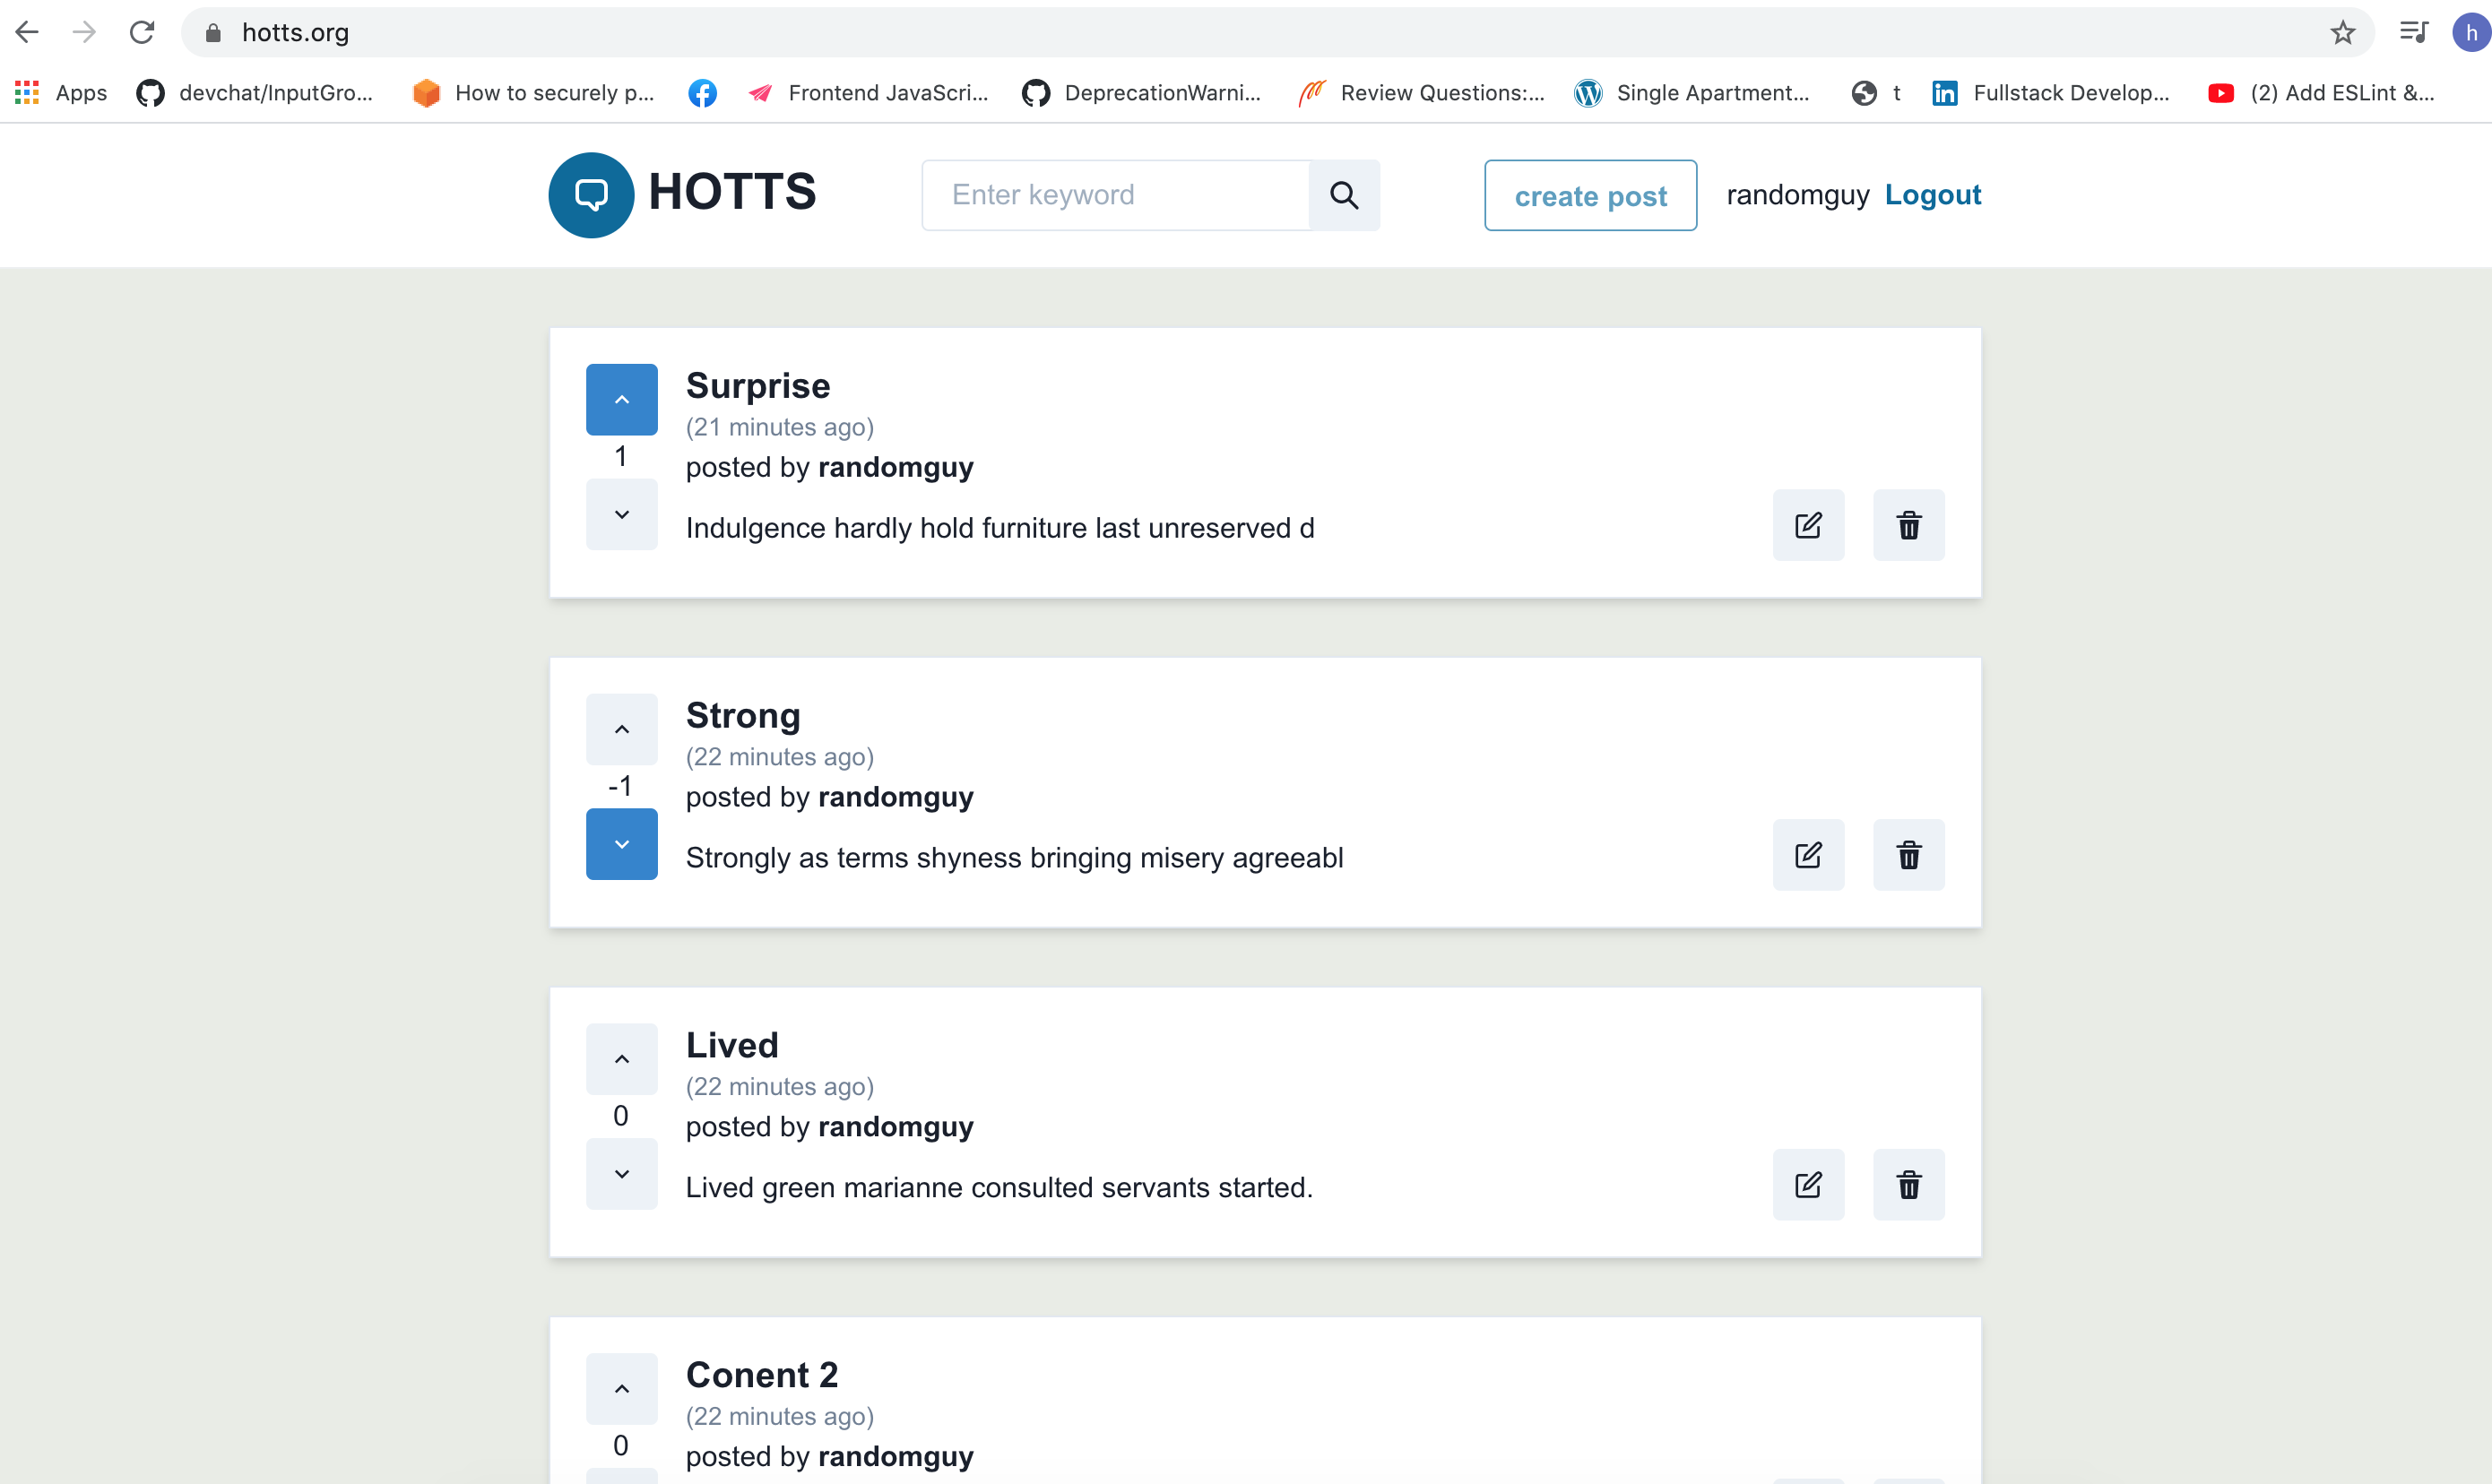 hotts.org
h
Apps devchat/InputGro... How to securely p... Frontend JavaScri... DeprecationWarni... Review Questions:... Single Apartment... t Fullstack Develop... (2) Add ESLint &...
HOTTS Enter keyword create post randomguy Logout
Surprise
(21 minutes ago)
1
posted by randomguy
Indulgence hardly hold furniture last unreserved d
Strong
(22 minutes ago)
-1
posted by randomguy
Strongly as terms shyness bringing misery agreeabl
Lived
(22 minutes ago)
0
posted by randomguy
Lived green marianne consulted servants started.
Conent 2
(22 minutes ago)
0
posted by randomguy